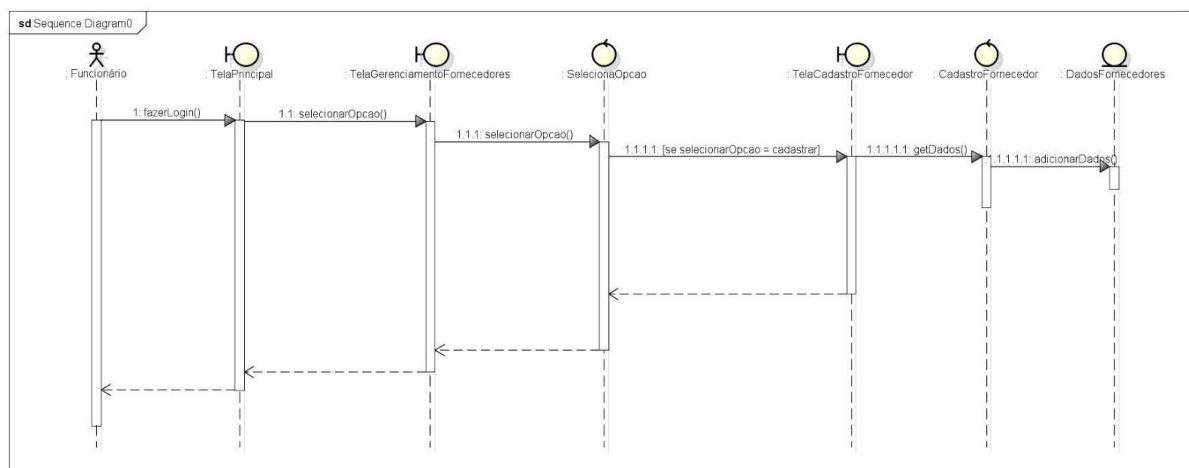 sd Sequence Diagram0
: Funcionário
: TelaPrincipal
: TelaGerenciamentoFornecedores
: SelecionaOpcao
: TelaCadastroFornecedor
: CadastroFornecedor
: DadosFornecedores
1: fazerLogin()
1.1: selecionarOpcao()
1.1.1: selecionarOpcao()
1.1.1.1: [se selecionarOpcao = cadastrar]
1.1.1.1.1: getDados()
.1.1.1.1: adicionarDados()